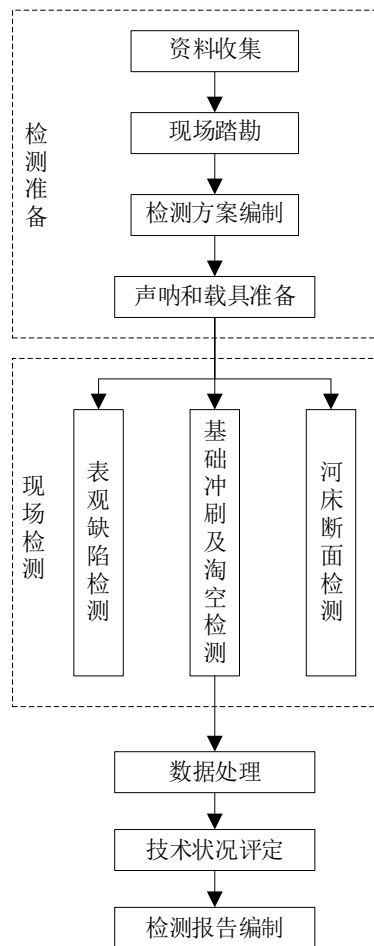 资料收集
现场踏勘
检测方案编制
声呐和载具准备
检测准备
现场检测
表观缺陷检测
基础冲刷及淘空检测
河床断面检测
数据处理
技术状况评定
检测报告编制